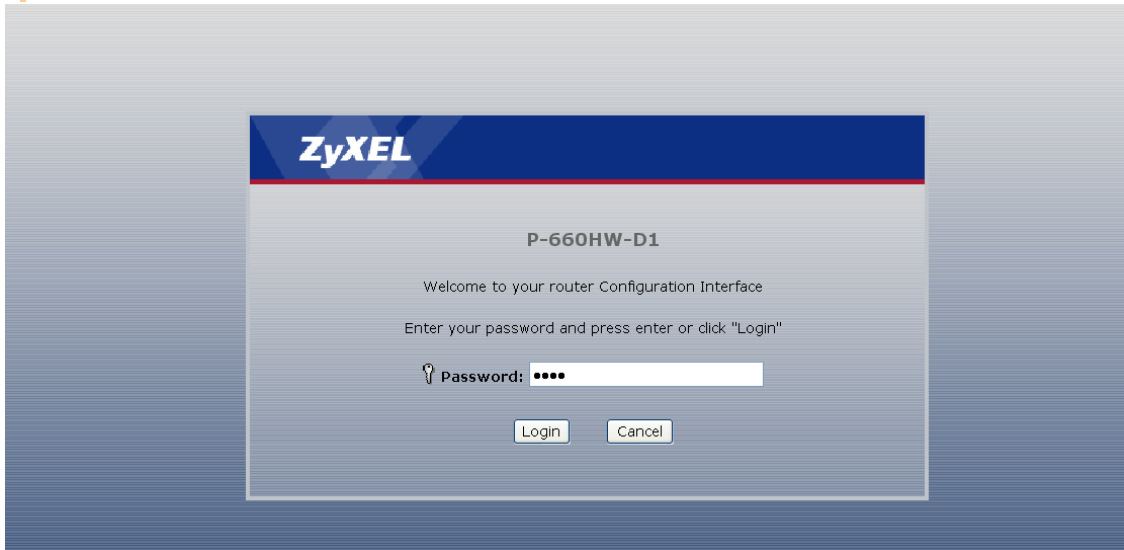 ZyXEL
P-660HW-D1
Welcome to your router Configuration Interface
Enter your password and press enter or click "Login"
Password: ••••
Login Cancel